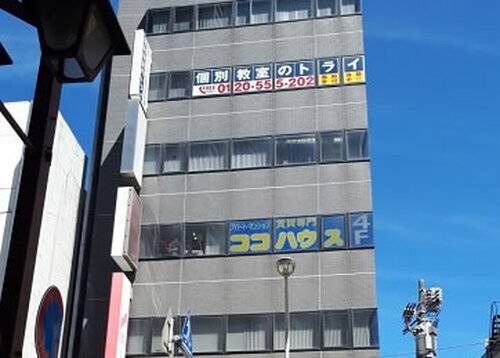 個別教室のトライ
0120-555-202
アパート・マンション 賃貸専門
ココハウス 4F